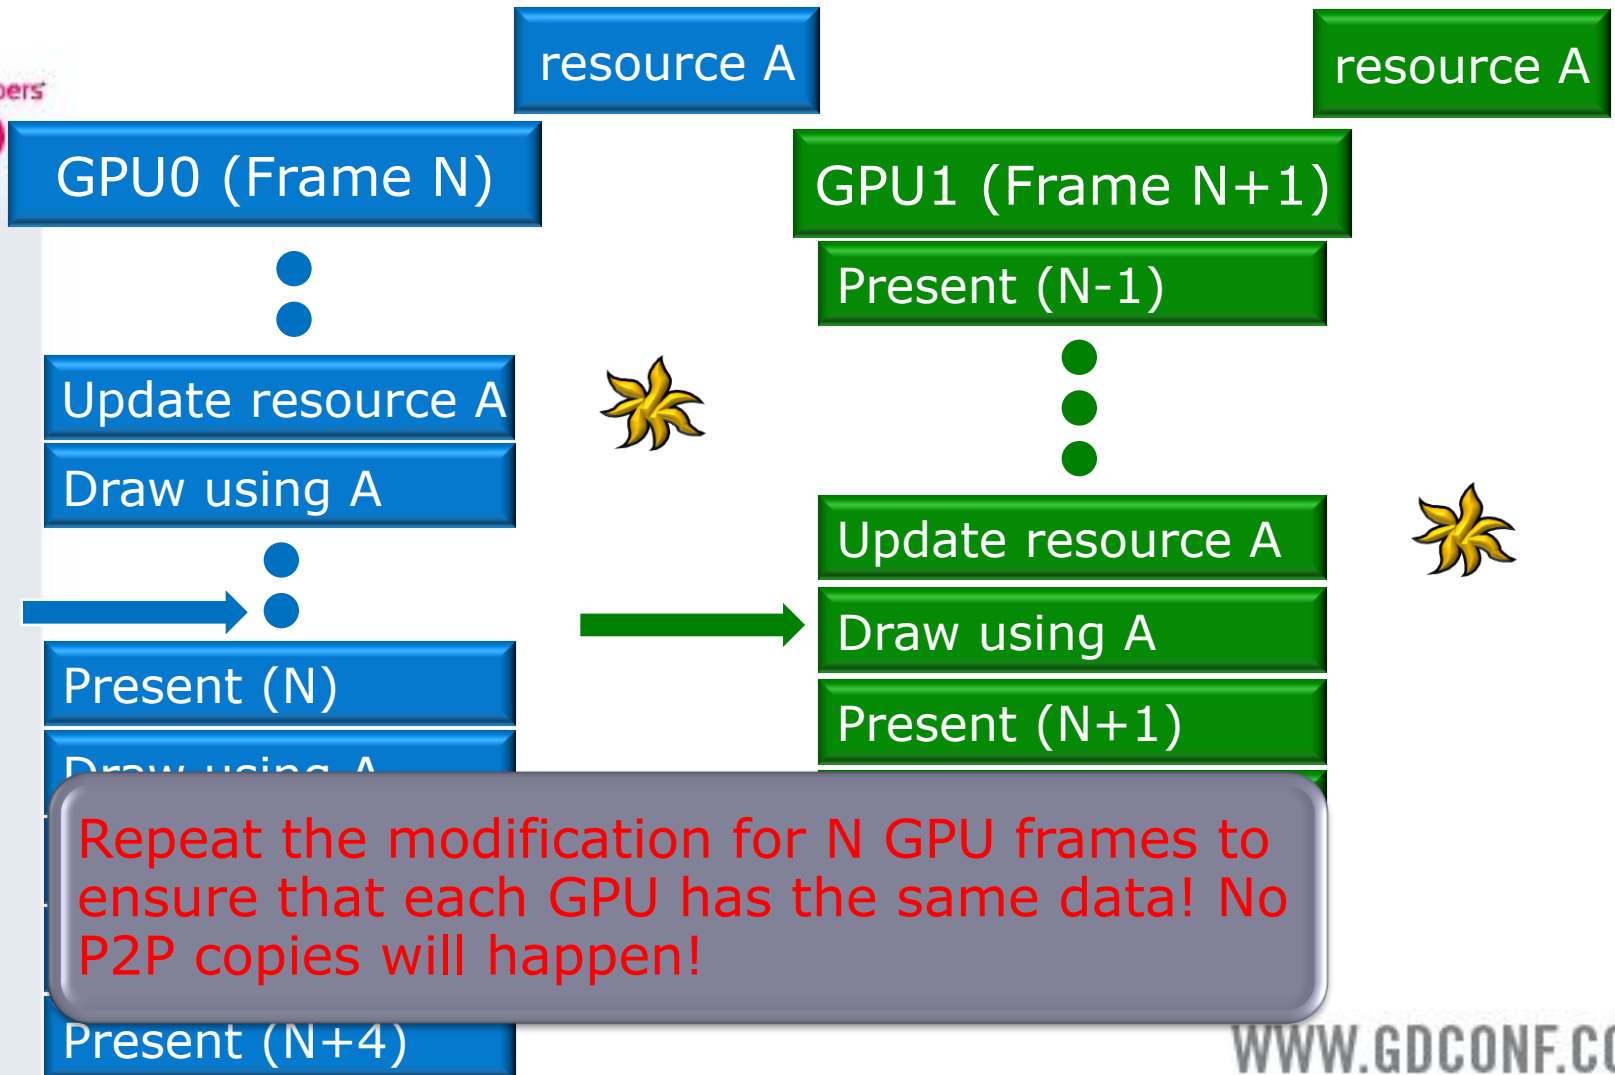 resource A
resource A
GPU0 (Frame N)
GPU1 (Frame N+1)
Present (N-1)
Update resource A
Draw using A
Update resource A
Draw using A
Present (N)
Present (N+1)
Draw using A
Repeat the modification for N GPU frames to
ensure that each GPU has the same data! No
P2P copies will happen!
Present (N+4)